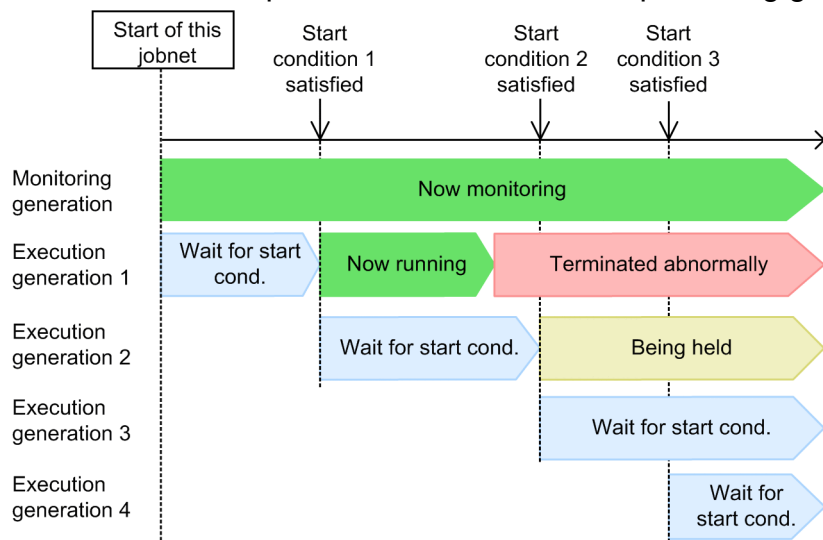 Start of this
jobnet
Start
condition 1
satisfied
Start
condition 2
satisfied
Start
condition 3
satisfied
Monitoring
generation
Now monitoring
Execution
generation 1
Wait for start
cond.
Now running
Terminated abnormally
Execution
generation 2
Wait for start cond.
Being held
Execution
generation 3
Wait for start cond.
Execution
generation 4
Wait for
start cond.